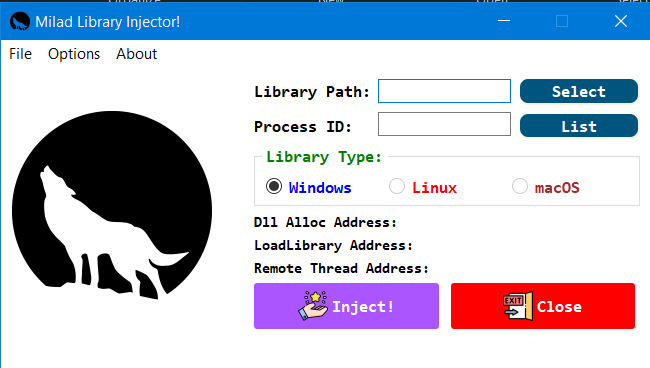 Milad Library Injector!
File Options About
Library Path: Select
Process ID: List
Library Type:
Windows Linux macOS
Dll Alloc Address:
LoadLibrary Address:
Remote Thread Address:
EXIT
Inject! Close